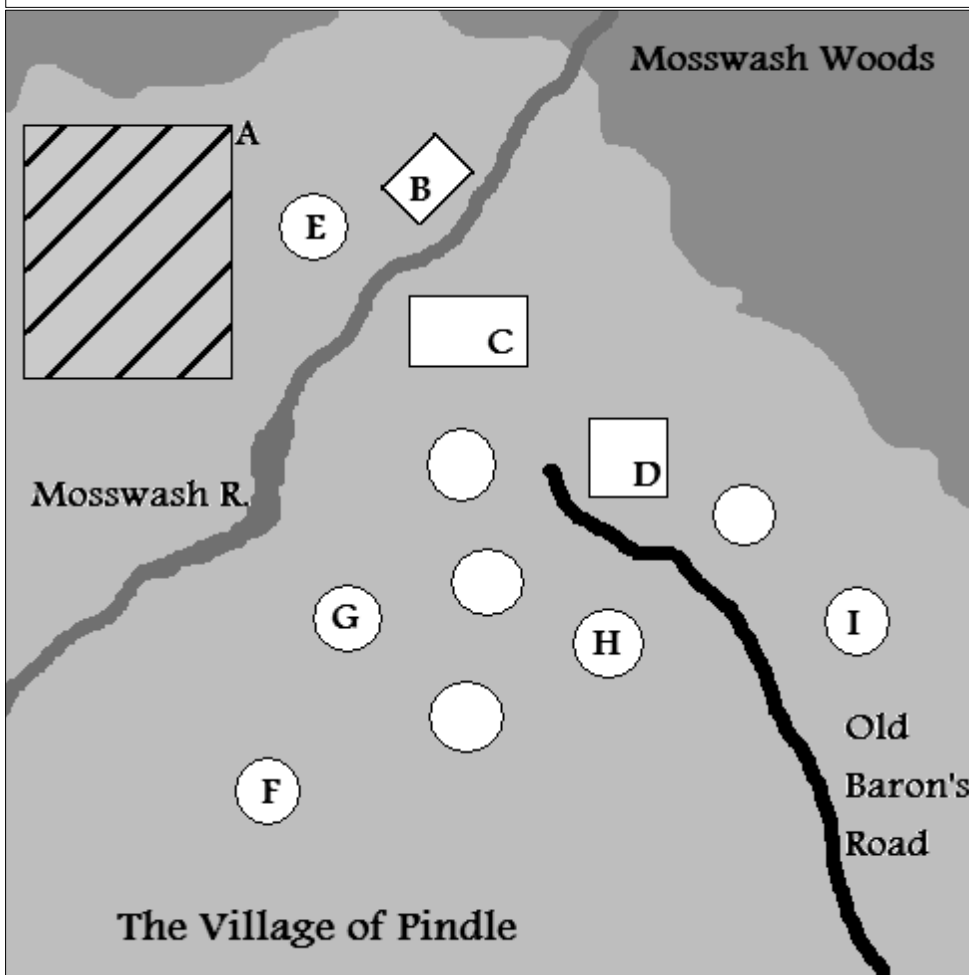 Mosswash Woods
A
B
E
C
D
Mosswash R.
G
H
I
Old
Baron's
Road
F
The Village of Pindle